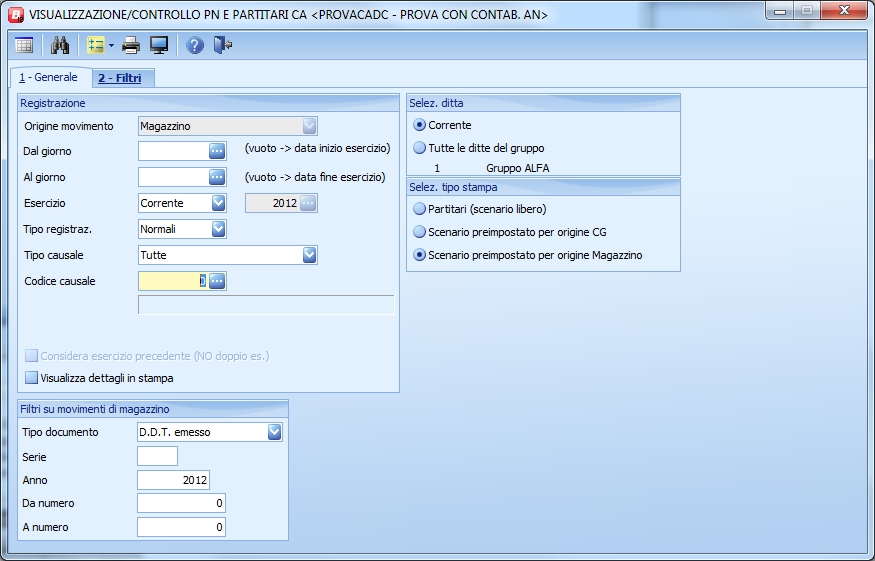 VISUALIZZAZIONE/CONTROLLO PN E PARTITARI CA <PROVACADC - PROVA CON CONTAB. AN>
1 - Generale
2 - Filtri
Registrazione
Origine movimento Magazzino
Dal giorno (vuoto -> data inizio esercizio)
Al giorno (vuoto -> data fine esercizio)
Esercizio Corrente 2012
Tipo registraz. Normali
Tipo causale Tutte
Codice causale 0
Considera esercizio precedente (NO doppio es.)
Visualizza dettagli in stampa
Filtri su movimenti di magazzino
Tipo documento D.D.T. emesso
Serie
Anno 2012
Da numero 0
A numero 0
Selez. ditta
Corrente
Tutte le ditte del gruppo
1 Gruppo ALFA
Selez. tipo stampa
Partitari (scenario libero)
Scenario preimpostato per origine CG
Scenario preimpostato per origine Magazzino